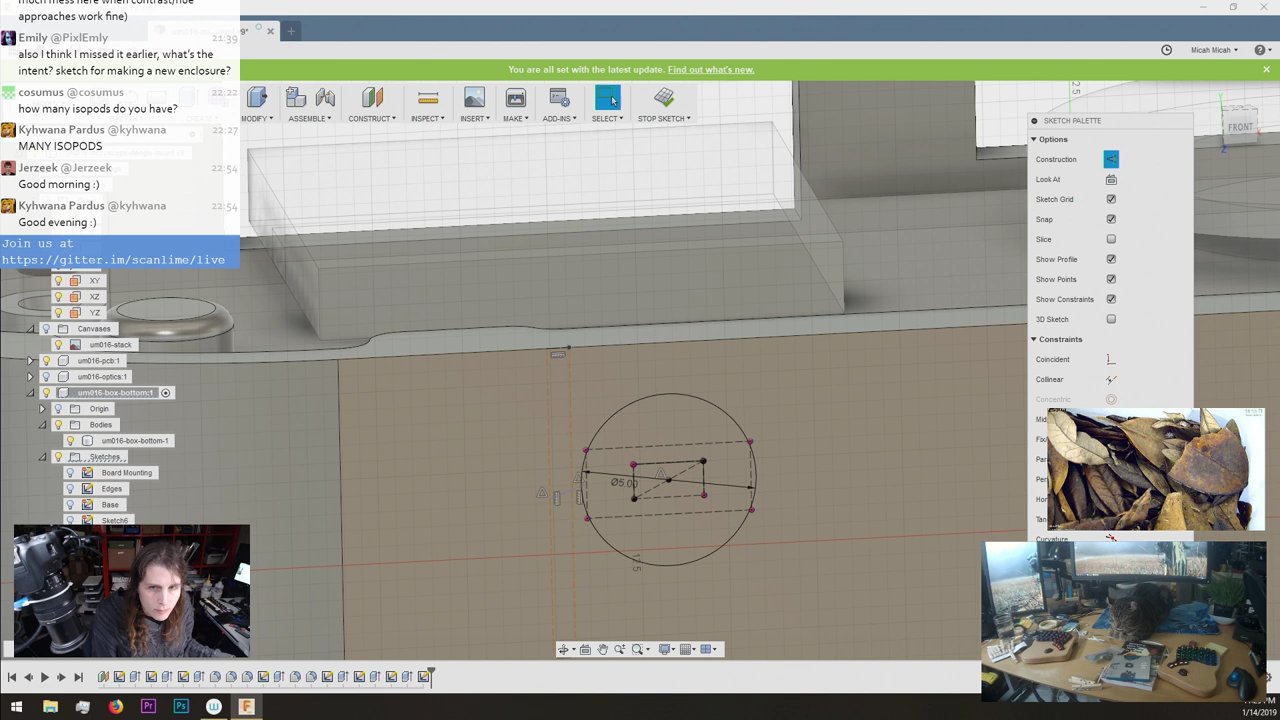 much mess here when contrast/hue
approaches work fine)
Emily @PixlEmly 21:39
also I think I missed it earlier, what's the
intent? sketch for making a new enclosure?
cosumus @cosumus 22:22
how many isopods do you have?
Kyhwana Pardus @kyhwana 22:27
MANY ISOPODS
Jerzeek @Jerzeek 22:54
Good morning :)
Kyhwana Pardus @kyhwana 22:54
Good evening :)
Join us at
https://gitter.im/scanlime/live
Micah Micah
You are all set with the latest update. Find out what's new.
MODIFY ASSEMBLE CONSTRUCT INSPECT INSERT MAKE ADD-INS SELECT STOP SKETCH
FRONT
SKETCH PALETTE
Options
Construction
Look At
Sketch Grid
Snap
Slice
Show Profile
Show Points
Show Constraints
3D Sketch
Constraints
Coincident
Collinear
Concentric
Curvature
XY
XZ
YZ
Canvases
um016-stack
um016-pcb:1
um016-optics:1
um016-box-bottom:1
Origin
Bodies
um016-box-bottom-1
Sketches
Board Mounting
Edges
Base
Sketch6
Ø5.00
1/14/2019